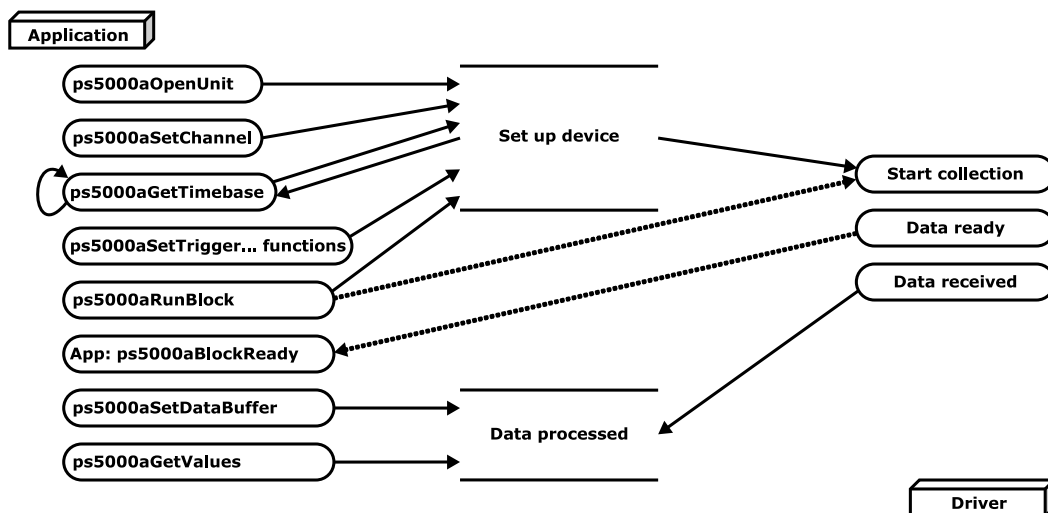 Application
ps5000aOpenUnit
ps5000aSetChannel
Set up device
ps5000aGetTimebase
Start collection
ps5000aSetTrigger... functions
Data ready
ps5000aRunBlock
Data received
App: ps5000aBlockReady
ps5000aSetDataBuffer
Data processed
ps5000aGetValues
Driver